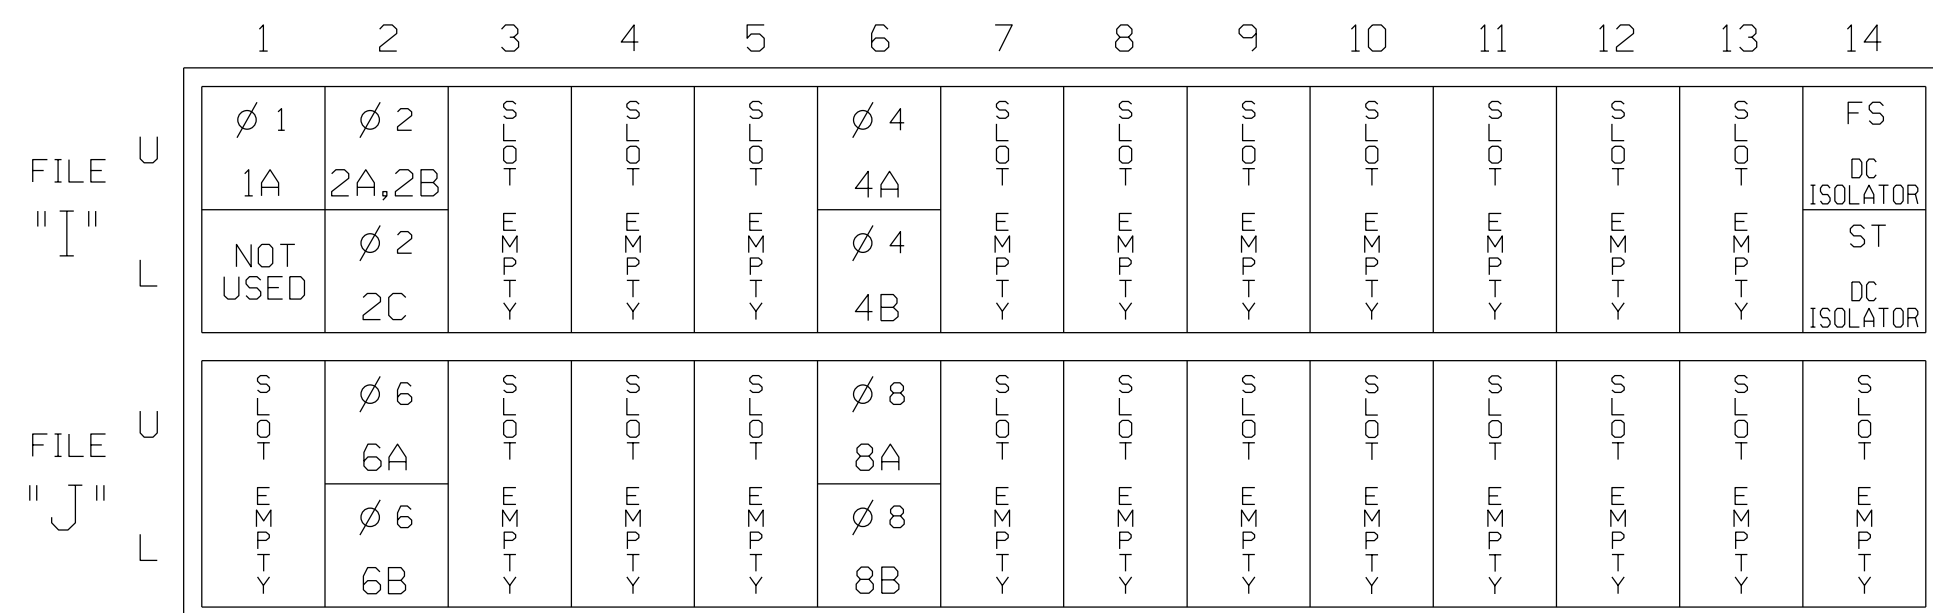 1 2 3 4 5 6 7 8 9 10 11 12 13 14
FILE "I"
U
L
Ø 1
1A
NOT USED
Ø 2
2A,2B
Ø 2
2C
SLOT EMPTY
SLOT EMPTY
SLOT EMPTY
Ø 4
4A
Ø 4
4B
SLOT EMPTY
SLOT EMPTY
SLOT EMPTY
SLOT EMPTY
SLOT EMPTY
SLOT EMPTY
SLOT EMPTY
FS
DC
ISOLATOR
ST
DC
ISOLATOR
FILE "J"
U
L
SLOT EMPTY
Ø 6
6A
Ø 6
6B
SLOT EMPTY
SLOT EMPTY
SLOT EMPTY
Ø 8
8A
Ø 8
8B
SLOT EMPTY
SLOT EMPTY
SLOT EMPTY
SLOT EMPTY
SLOT EMPTY
SLOT EMPTY
SLOT EMPTY
SLOT EMPTY